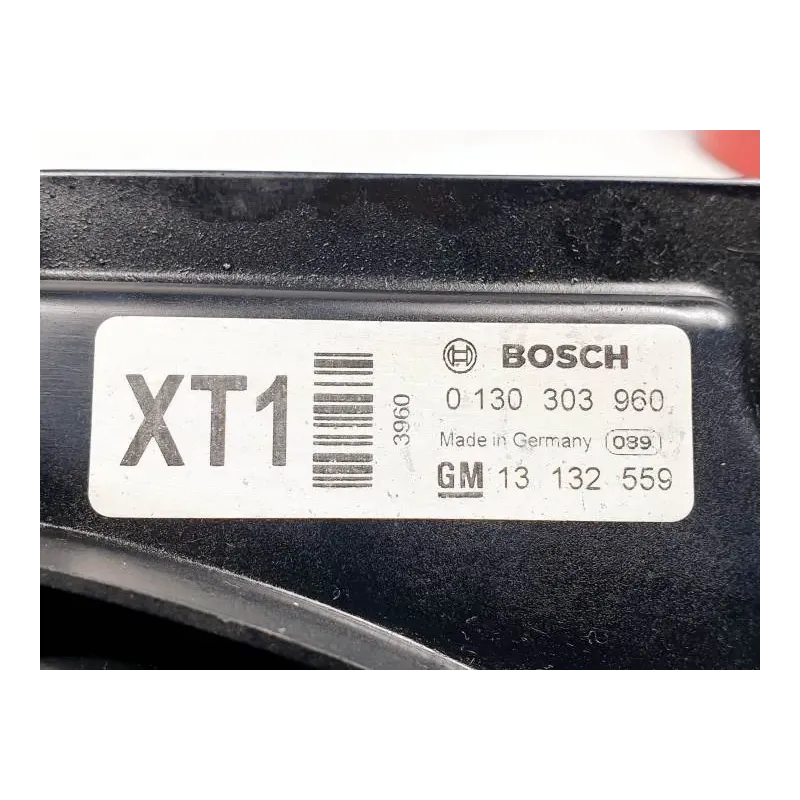 XT1
3960
BOSCH
0 130 303 960
Made in Germany 039
GM 13 132 559